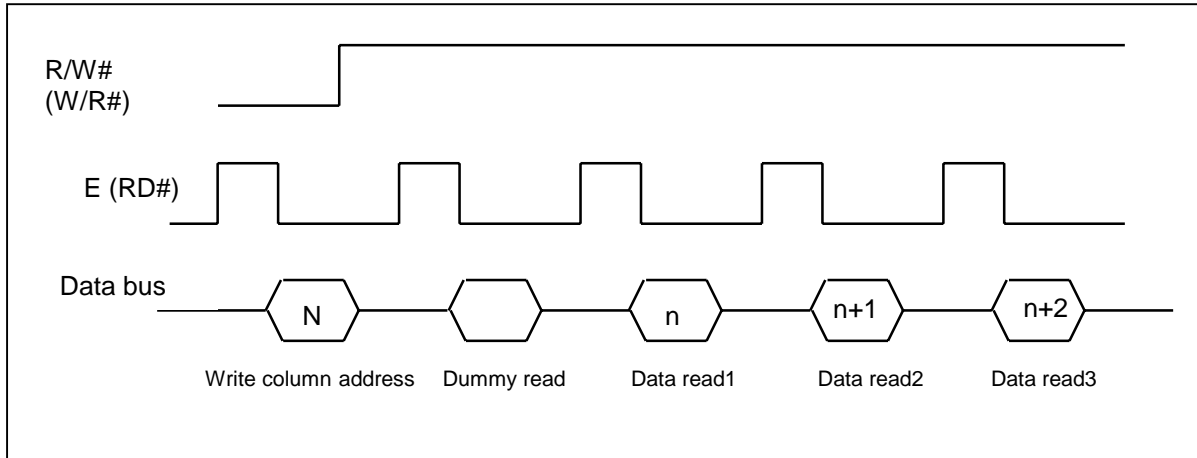 R/W#
(W/R#)
E (RD#)
Data bus
N
n
n+1
n+2
Write column address
Dummy read
Data read1
Data read2
Data read3